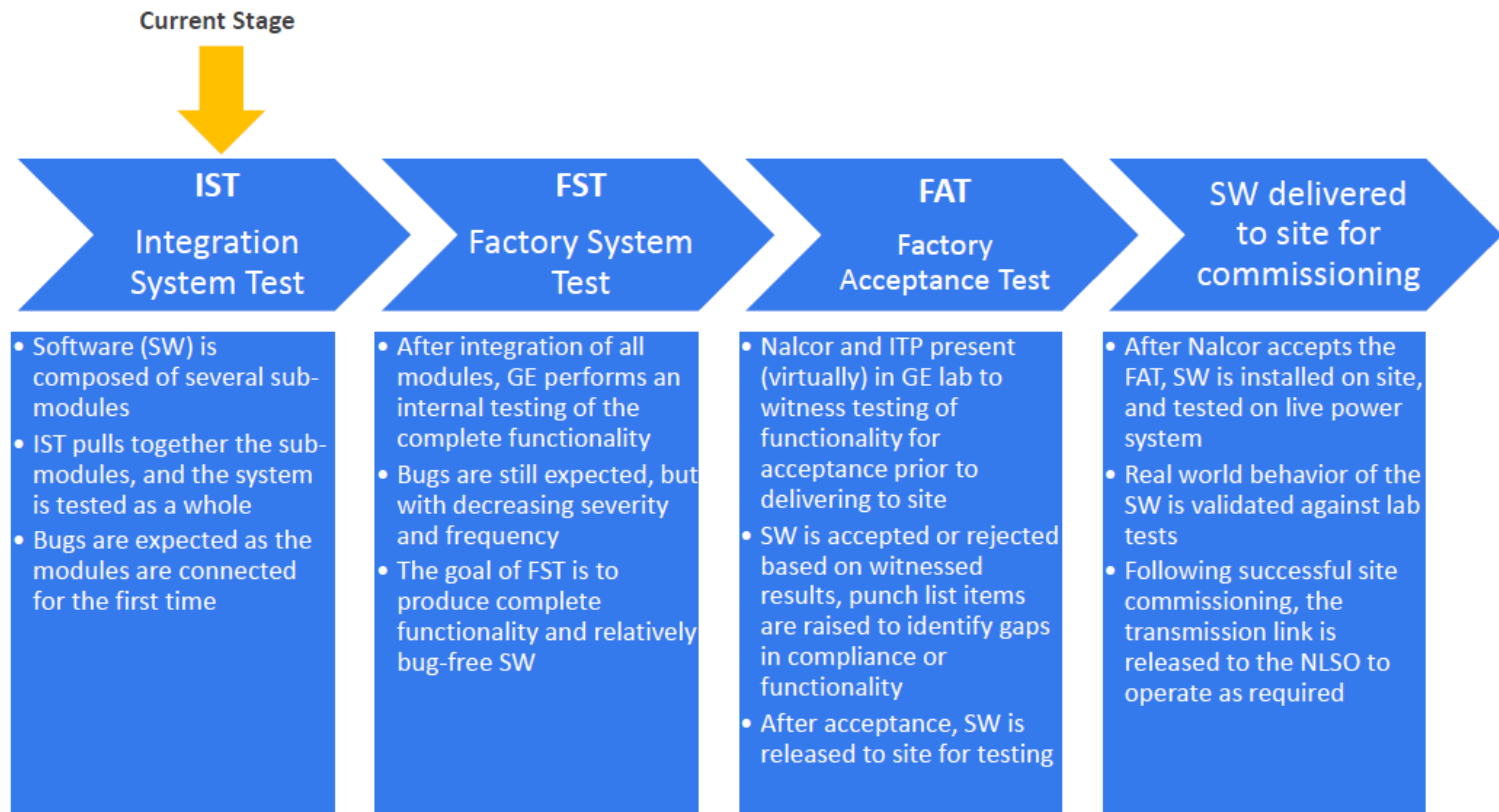 Current Stage
IST
Integration
System Test
• Software (SW) is
composed of several sub-
modules
• IST pulls together the sub-
modules, and the system
is tested as a whole
• Bugs are expected as the
modules are connected
for the first time
FST
Factory System
Test
• After integration of all
modules, GE performs an
internal testing of the
complete functionality
• Bugs are still expected, but
with decreasing severity
and frequency
• The goal of FST is to
produce complete
functionality and relatively
bug-free SW
FAT
Factory
Acceptance Test
• Nalcor and ITP present
(virtually) in GE lab to
witness testing of
functionality for
acceptance prior to
delivering to site
• SW is accepted or rejected
based on witnessed
results, punch list items
are raised to identify gaps
in compliance or
functionality
• After acceptance, SW is
released to site for testing
SW delivered
to site for
commissioning
• After Nalcor accepts the
FAT, SW is installed on site,
and tested on live power
system
• Real world behavior of the
SW is validated against lab
tests
• Following successful site
commissioning, the
transmission link is
released to the NLSO to
operate as required